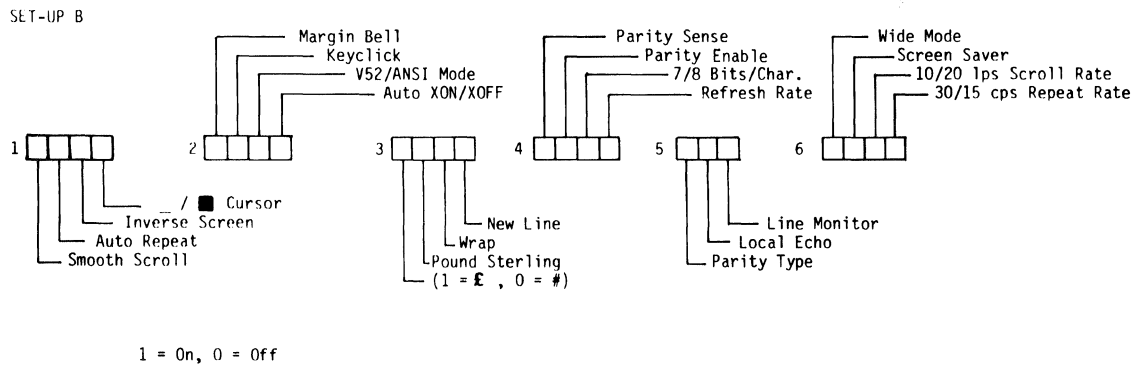 SET-UP B
Margin Bell
Keyclick
V52/ANSI Mode
Auto XON/XOFF
Parity Sense
Parity Enable
7/8 Bits/Char.
Refresh Rate
Wide Mode
Screen Saver
10/20 lps Scroll Rate
30/15 cps Repeat Rate
1
2
3
4
5
6
_ / ■ Cursor
Inverse Screen
Auto Repeat
Smooth Scroll
New Line
Wrap
Pound Sterling
(1 = £ , 0 = #)
Line Monitor
Local Echo
Parity Type
1 = On, 0 = Off